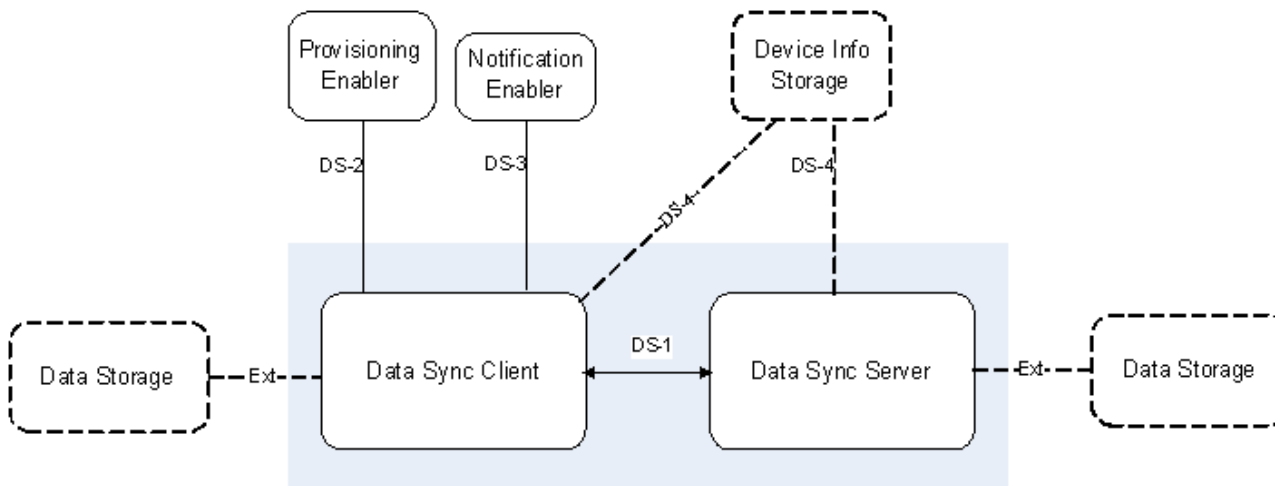 Provisioning
Enabler
Notification
Enabler
Device Info
Storage
DS-2
DS-3
DS-4
DS-4
DS-1
Data Storage
Ext
Data Sync Client
Data Sync Server
Ext
Data Storage